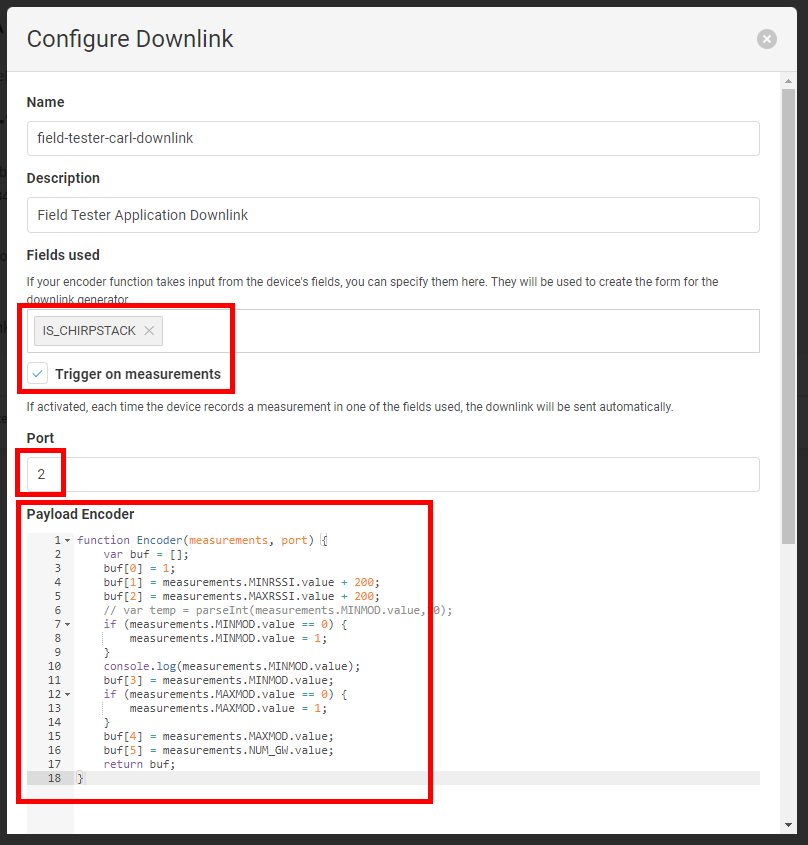 Configure Downlink
Name
field-tester-carl-downlink
Description
Field Tester Application Downlink
Fields used
If your encoder function takes input from the device's fields, you can specify them here. They will be used to create the form for the
downlink generator
IS_CHIRPSTACK
Trigger on measurements
If activated, each time the device records a measurement in one of the fields used, the downlink will be sent automatically.
Port
2
Payload Encoder
1 function Encoder(measurements, port) {
2 var buf = [];
3 buf[0] = 1;
4 buf[1] = measurements.MINRSSI.value + 200;
5 buf[2] = measurements.MAXRSSI.value + 200;
6 // var temp = parseInt(measurements.MINMOD.value, 0);
7 if (measurements.MINMOD.value == 0) {
8 measurements.MINMOD.value = 1;
9 }
10 console.log(measurements.MINMOD.value);
11 buf[3] = measurements.MINMOD.value;
12 if (measurements.MAXMOD.value == 0) {
13 measurements.MAXMOD.value = 1;
14 }
15 buf[4] = measurements.MAXMOD.value;
16 buf[5] = measurements.NUM_GW.value;
17 return buf;
18 }